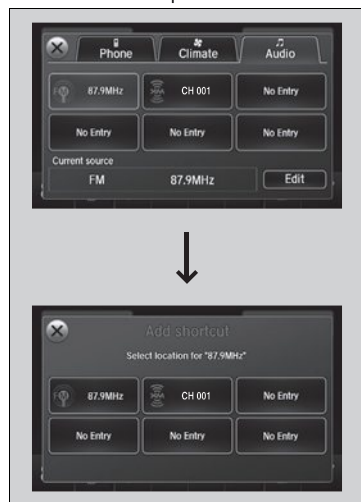 Phone Climate Audio
87.9MHz CH 001 No Entry
No Entry No Entry No Entry
Current source
FM 87.9MHz Edit
Add shortcut
Select location for "87.9MHz"
87.9MHz CH 001 No Entry
No Entry No Entry No Entry